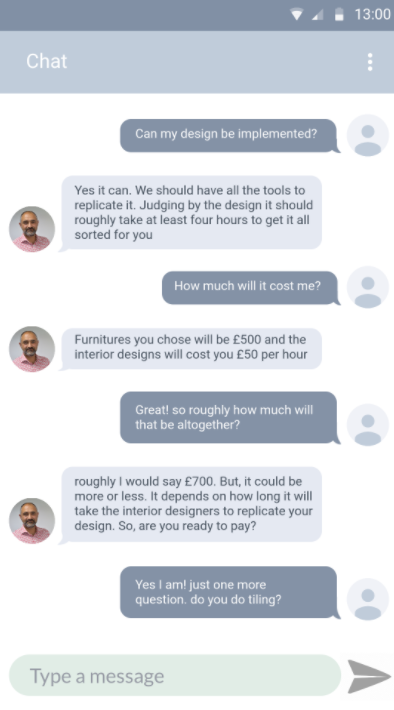 13:00
Chat
Can my design be implemented?
Yes it can. We should have all the tools to
replicate it. Judging by the design it should
roughly take at least four hours to get it all
sorted for you
How much will it cost me?
Furnitures you chose will be £500 and the
interior designs will cost you £50 per hour
Great! so roughly how much will
that be altogether?
roughly I would say £700. But, it could be
more or less. It depends on how long it will
take the interior designers to replicate your
design. So, are you ready to pay?
Yes I am! just one more
question. do you do tiling?
Type a message